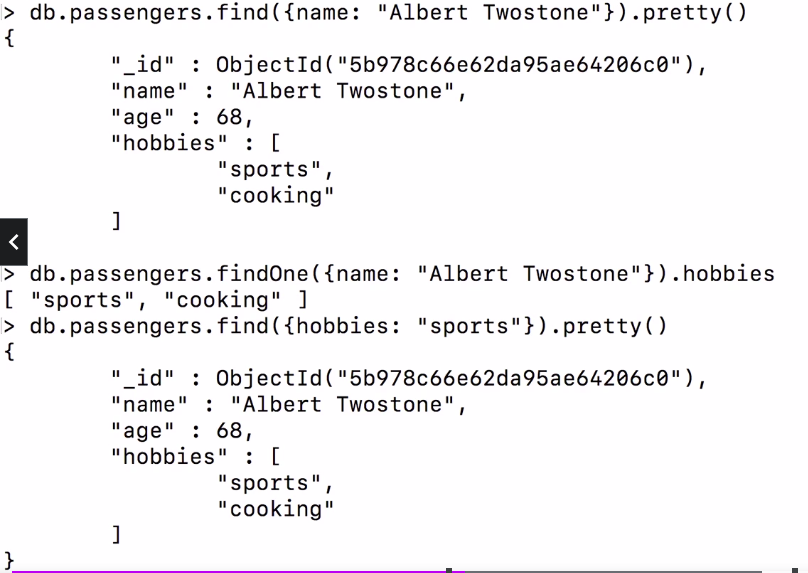 > db.passengers.find({name: "Albert Twostone"}).pretty()
{
        "_id" : ObjectId("5b978c66e62da95ae64206c0"),
        "name" : "Albert Twostone",
        "age" : 68,
        "hobbies" : [
                "sports",
                "cooking"
        ]
> db.passengers.findOne({name: "Albert Twostone"}).hobbies
[ "sports", "cooking" ]
> db.passengers.find({hobbies: "sports"}).pretty()
{
        "_id" : ObjectId("5b978c66e62da95ae64206c0"),
        "name" : "Albert Twostone",
        "age" : 68,
        "hobbies" : [
                "sports",
                "cooking"
        ]
}